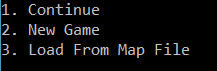 1. Continue
2. New Game
3. Load From Map File